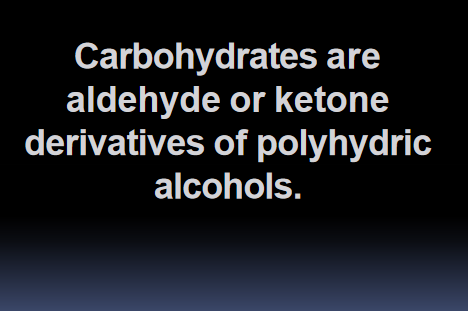 Carbohydrates are
aldehyde or ketone
derivatives of polyhydric
alcohols.